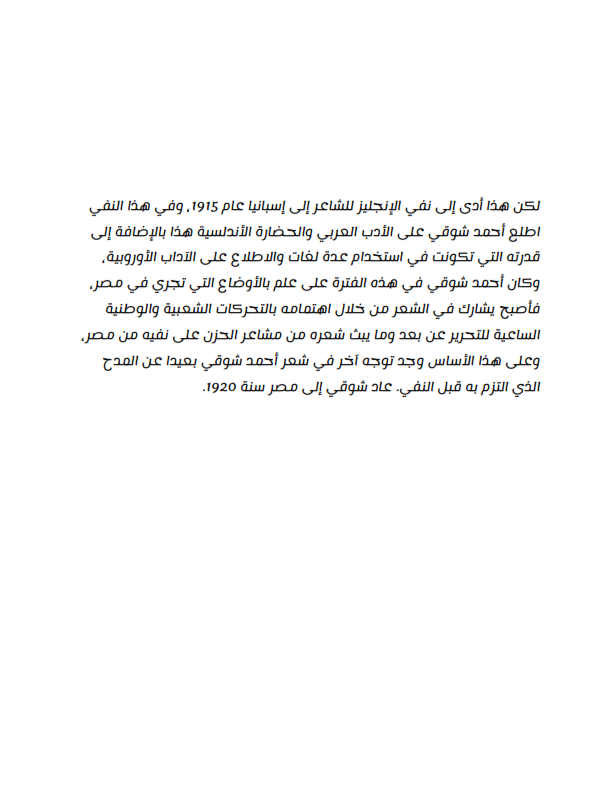 لكن هذا أدى إلى نفي الإنجليز للشاعر إلى إسبانيا عام 1915، وفي هذا النفي
اطلع أحمد شوقي على الأدب العربي والحضارة الأندلسية هذا بالإضافة إلى
قدرته التي تكونت في استخدام عدة لغات والاطلاع على الآداب الأوروبية،
وكان أحمد شوقي في هذه الفترة على علم بالأوضاع التي تجري في مصر،
فأصبح يشارك في الشعر من خلال اهتمامه بالتحركات الشعبية والوطنية
الساعية للتحرير عن بعد وما يبث شعره من مشاعر الحزن على نفيه من مصر،
وعلى هذا الأساس وجد توجه آخر في شعر أحمد شوقي بعيدا عن المدح
الذي التزم به قبل النفي. عاد شوقي إلى مصر سنة 1920.